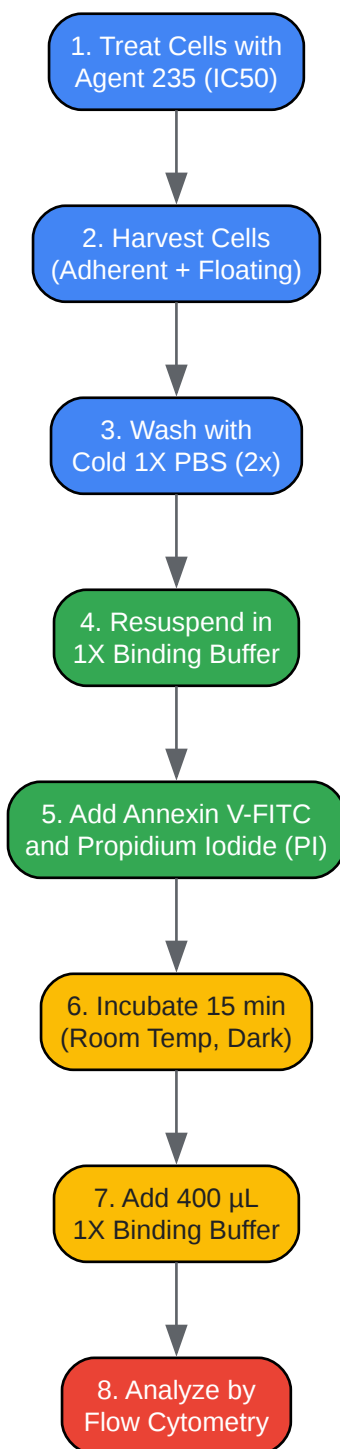 1. Treat Cells with
Agent 235 (IC50)
2. Harvest Cells
(Adherent + Floating)
3. Wash with
Cold 1X PBS (2x)
4. Resuspend in
1X Binding Buffer
5. Add Annexin V-FITC
and Propidium Iodide (PI)
6. Incubate 15 min
(Room Temp, Dark)
7. Add 400 µL
1X Binding Buffer
8. Analyze by
Flow Cytometry